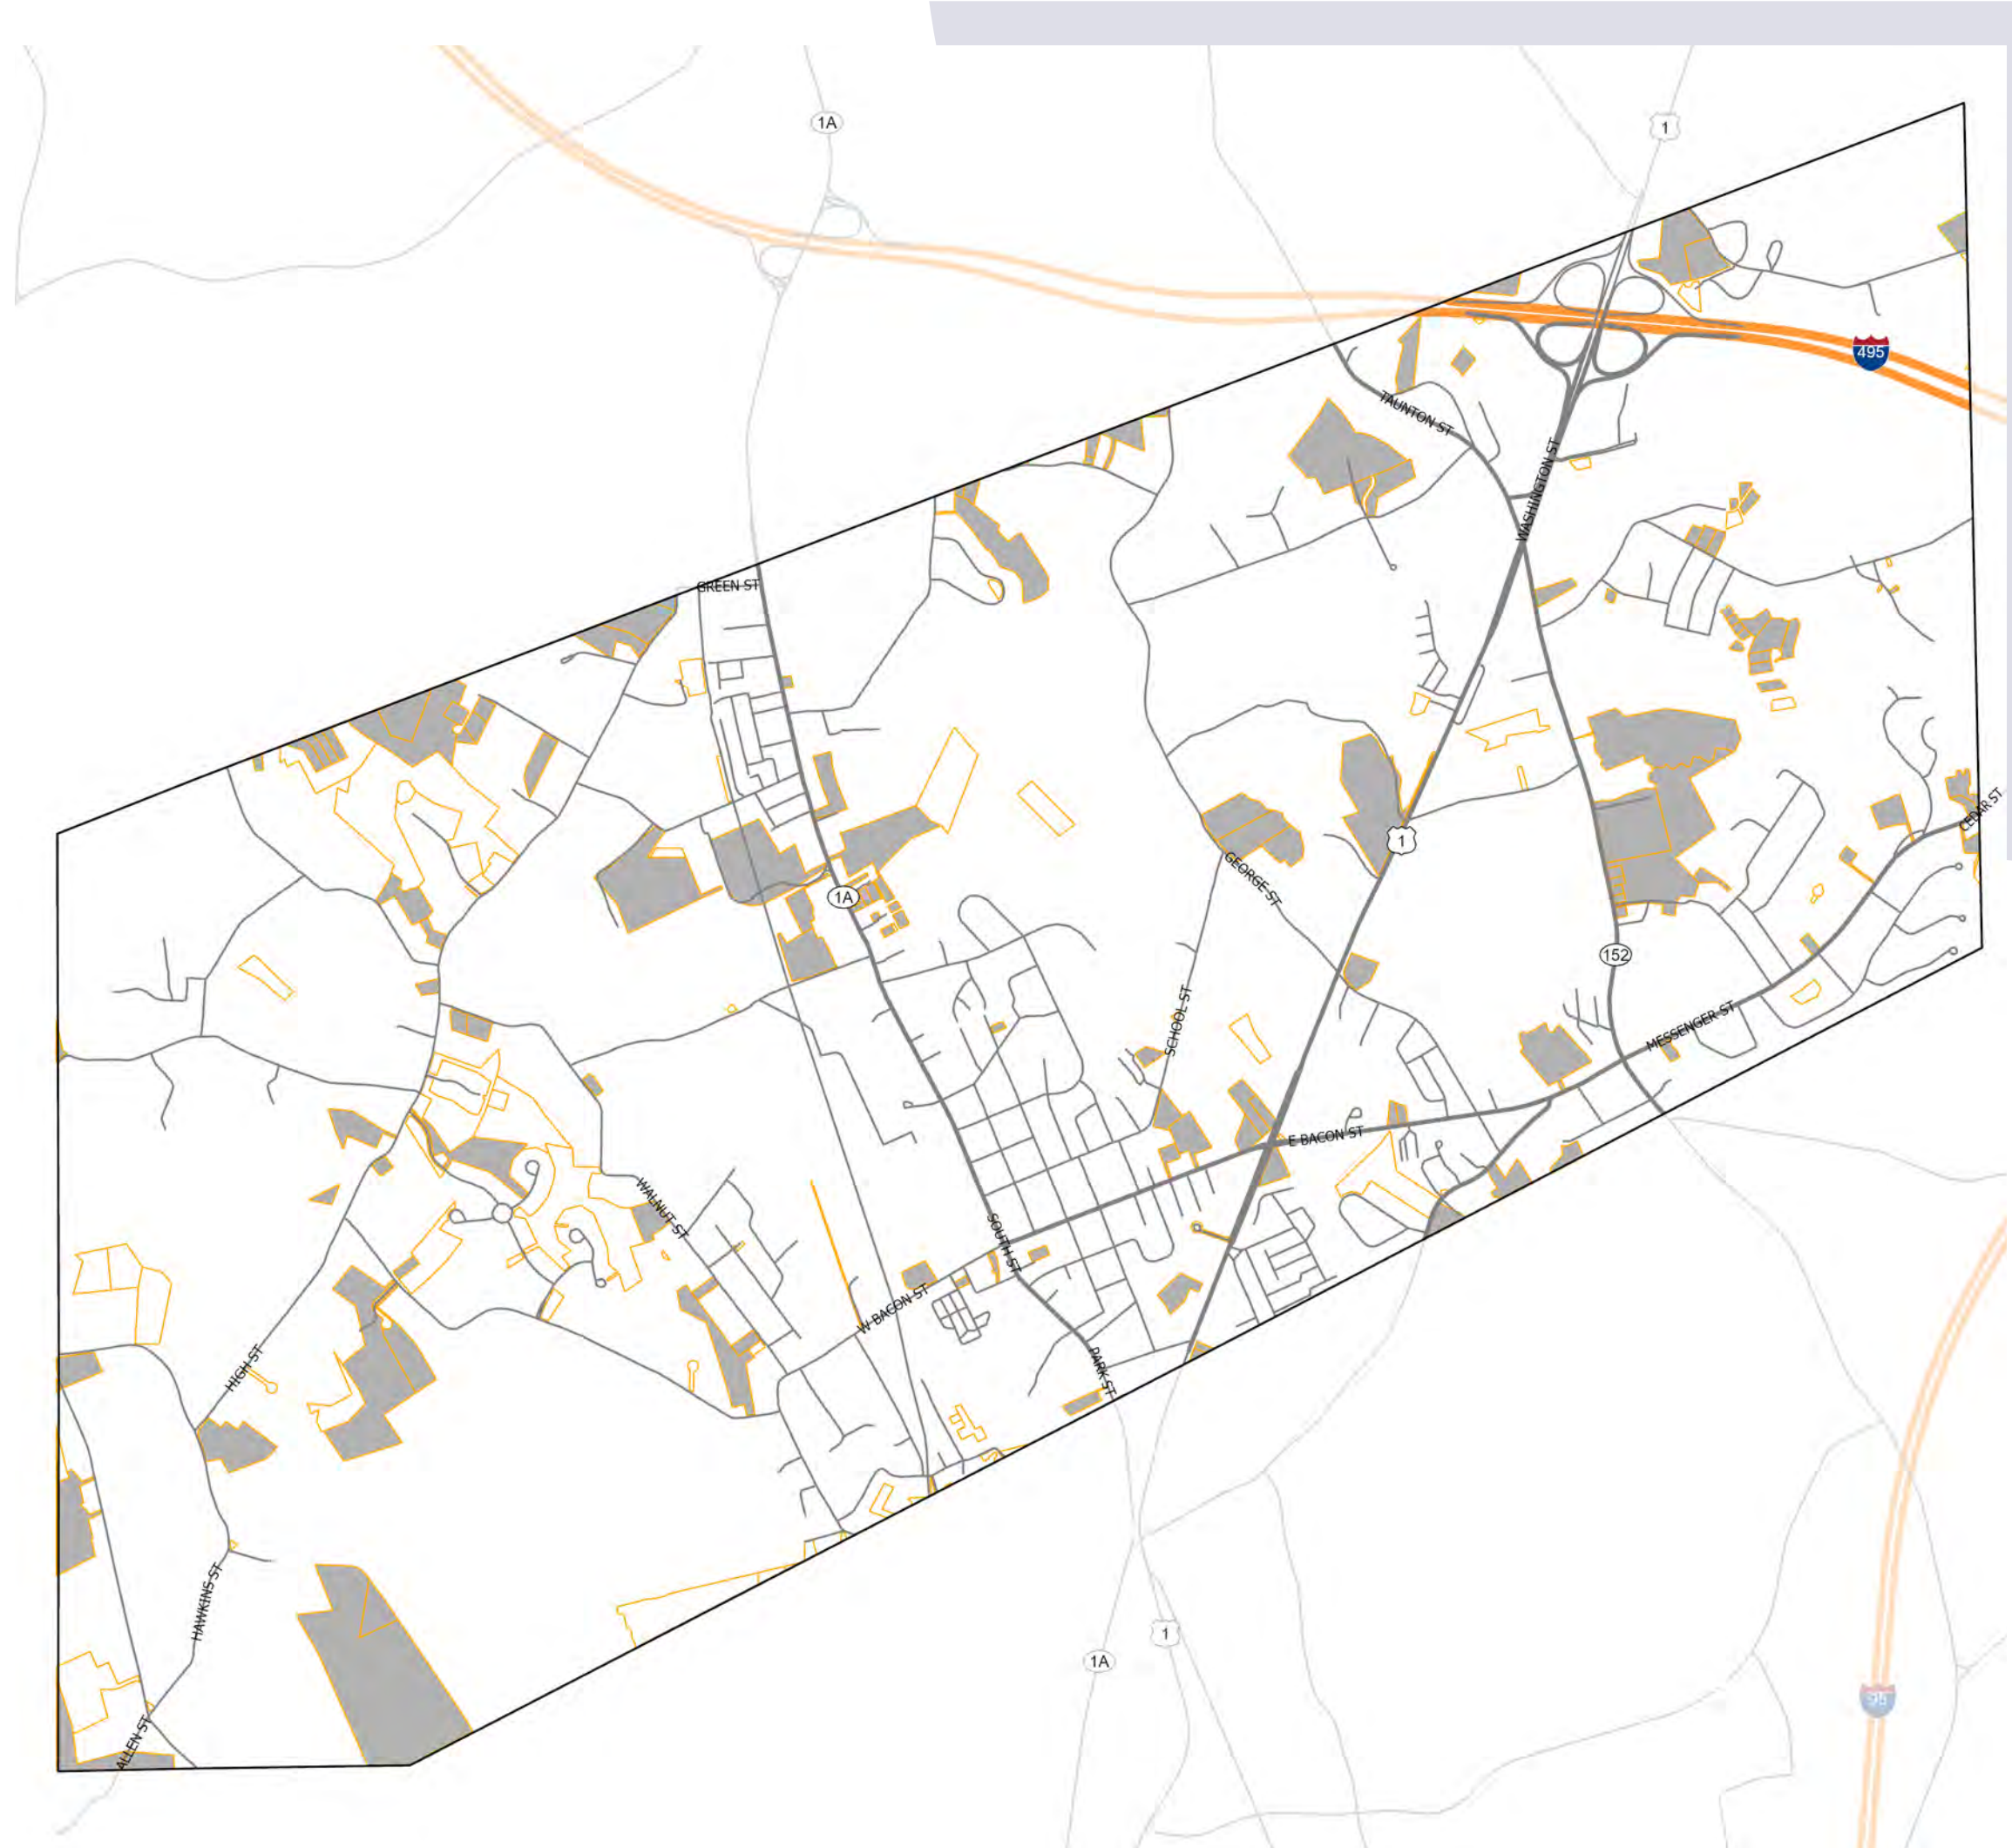 1A
1
495
TAUNTON ST
WASHINGTON ST
GREEN ST
CEDAR ST
1
GEORGE ST
1A
152
SCHOOL ST
MESSENGER ST
E BACON ST
WALNUT ST
SOUTH ST
W BACON ST
HIGH ST
PARK ST
HAWKINS ST
1
1A
95
ALLEN ST